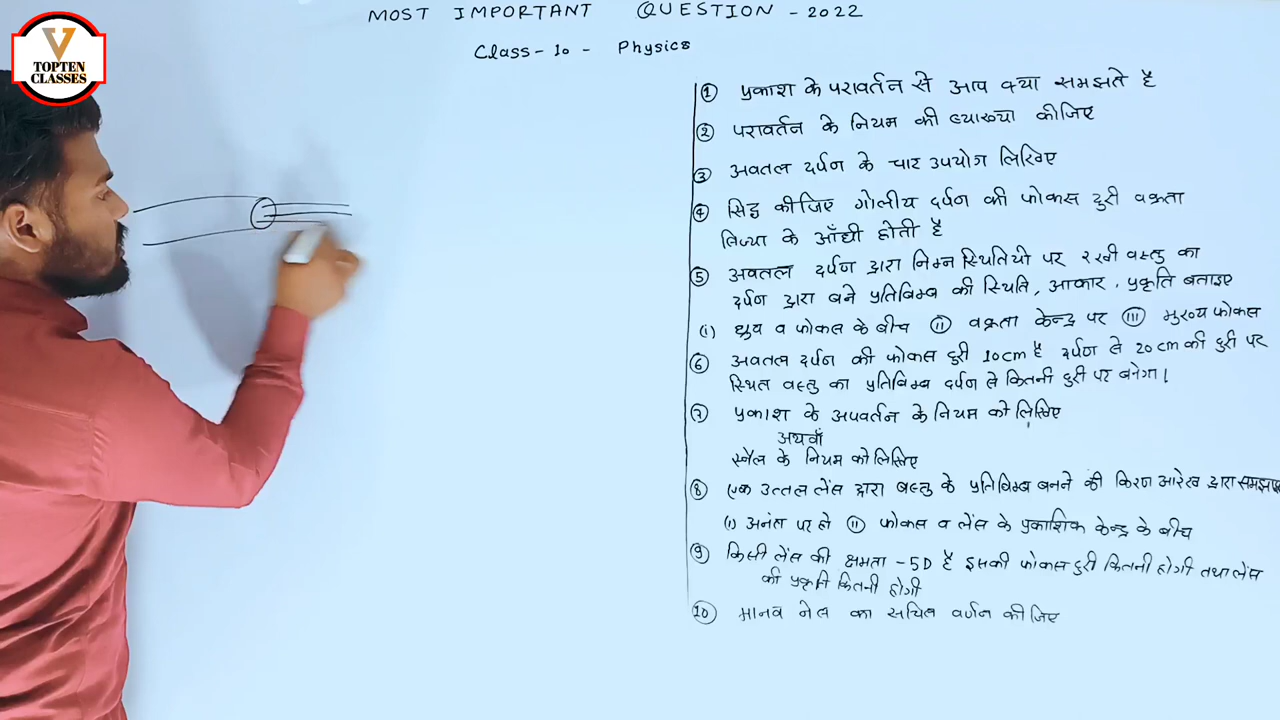 MOST IMPORTANT QUESTION - 2022
Class - 10 - Physics
V
TOPTEN
CLASSES
① प्रकाश के परावर्तन से आप क्या समझते है
② परावर्तन के नियम की व्याख्या कीजिए
③ अवतल दर्पण के चार उपयोग लिखिए
④ सिद्ध कीजिए गोलीय दर्पन की फोकस दुरी वक्रता
त्रिज्या के आँधी होती है
⑤ अवतल दर्पण द्वारा निम्न स्थितियो पर रखी वस्तु का
दर्पण द्वारा बने प्रतिबिम्ब की स्थिति, आकार, प्रकृति बताइए
(i) ध्रुव व फोकस के बीच (ii) वक्रता केन्द्र पर (iii) मुख्य फोकस
⑥ अवतल दर्पण की फोकस दुरी 10cm है दर्पण से 20cm की दुरी पर
स्थित वस्तु का प्रतिबिम्ब दर्पण से कितनी दुरी पर बनेगा।
⑦ प्रकाश के अपवर्तन के नियम को लिखिए
अथवाँ
स्नैल के नियम को लिखिए
⑧ एक उत्तल लेंस द्वारा वस्तु के प्रतिबिम्ब बनने की किरण आरेख द्वारा
(i) अनंत पर हो (ii) फोकस व लेंस के प्रकाशिक केन्द्र के बीच
⑨ किसी लेंस की क्षमता -5D है इसकी फोकस दुरी कितनी होगी तथा लेंस
की प्रकृति कितनी होगी
⑩ मानव नेत्र का सचित्र वर्णन कीजिए